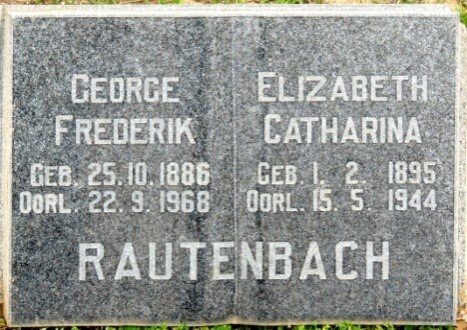 GEORGE
FREDERIK
GEB. 25.10.1886
OORL. 22.9.1968
ELIZABETH
CATHARINA
GEB. 1. 2. 1895
OORL. 15.5 1944
RAUTENBACH